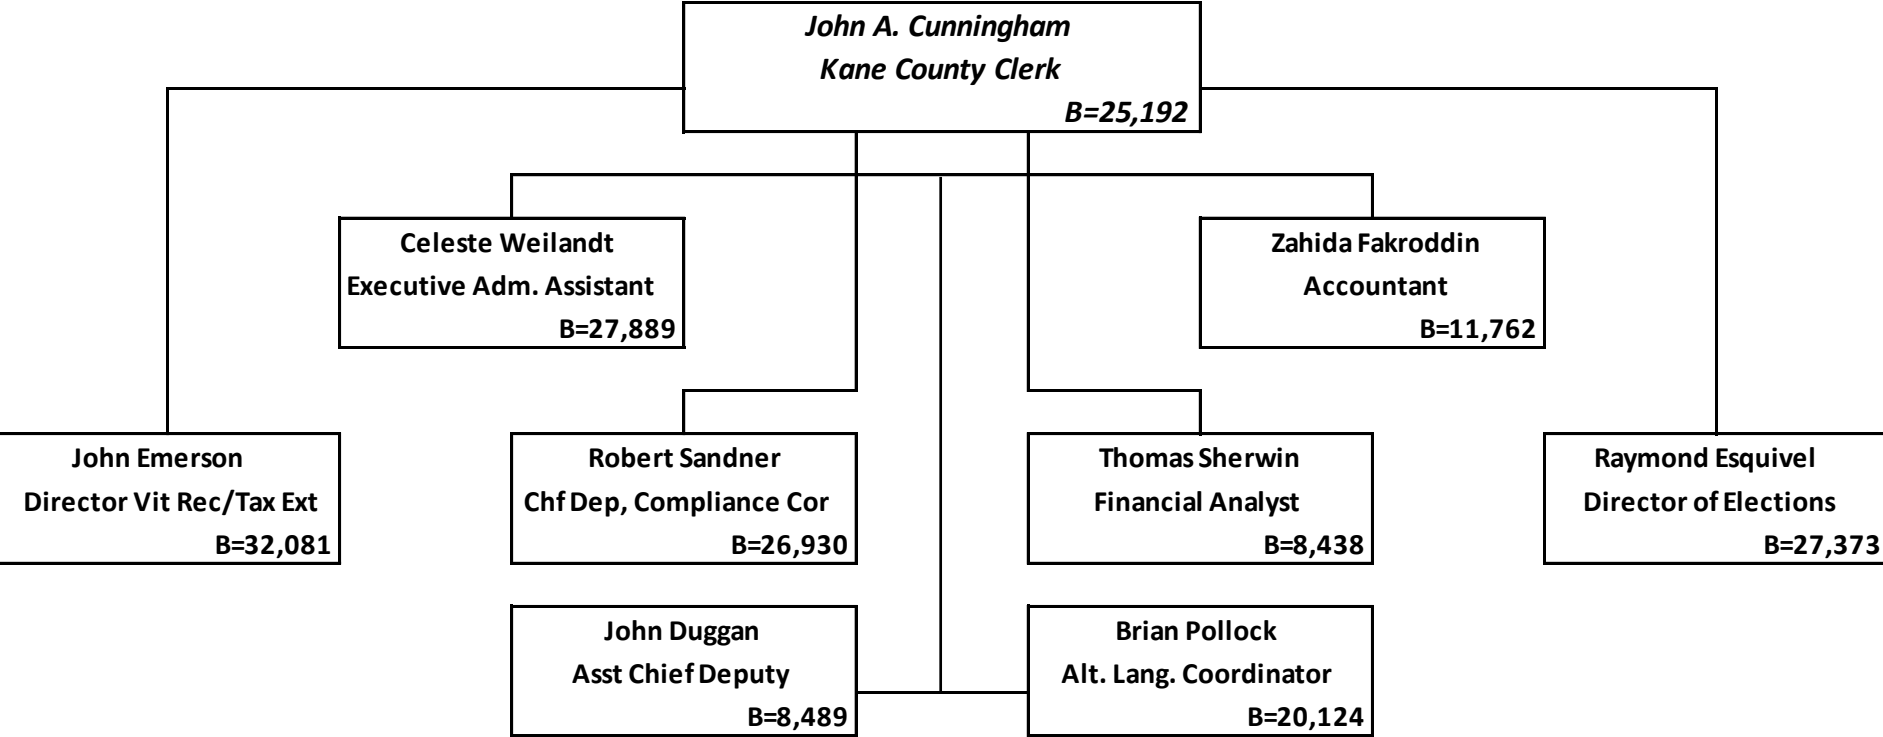 John A. Cunningham
Kane County Clerk
B=25,192
Celeste Weilandt
Executive Adm. Assistant
B=27,889
Zahida Fakroddin
Accountant
B=11,762
John Emerson
Director Vit Rec/Tax Ext
B=32,081
Robert Sandner
Chf Dep, Compliance Cor
B=26,930
Thomas Sherwin
Financial Analyst
B=8,438
Raymond Esquivel
Director of Elections
B=27,373
John Duggan
Asst Chief Deputy
B=8,489
Brian Pollock
Alt. Lang. Coordinator
B=20,124